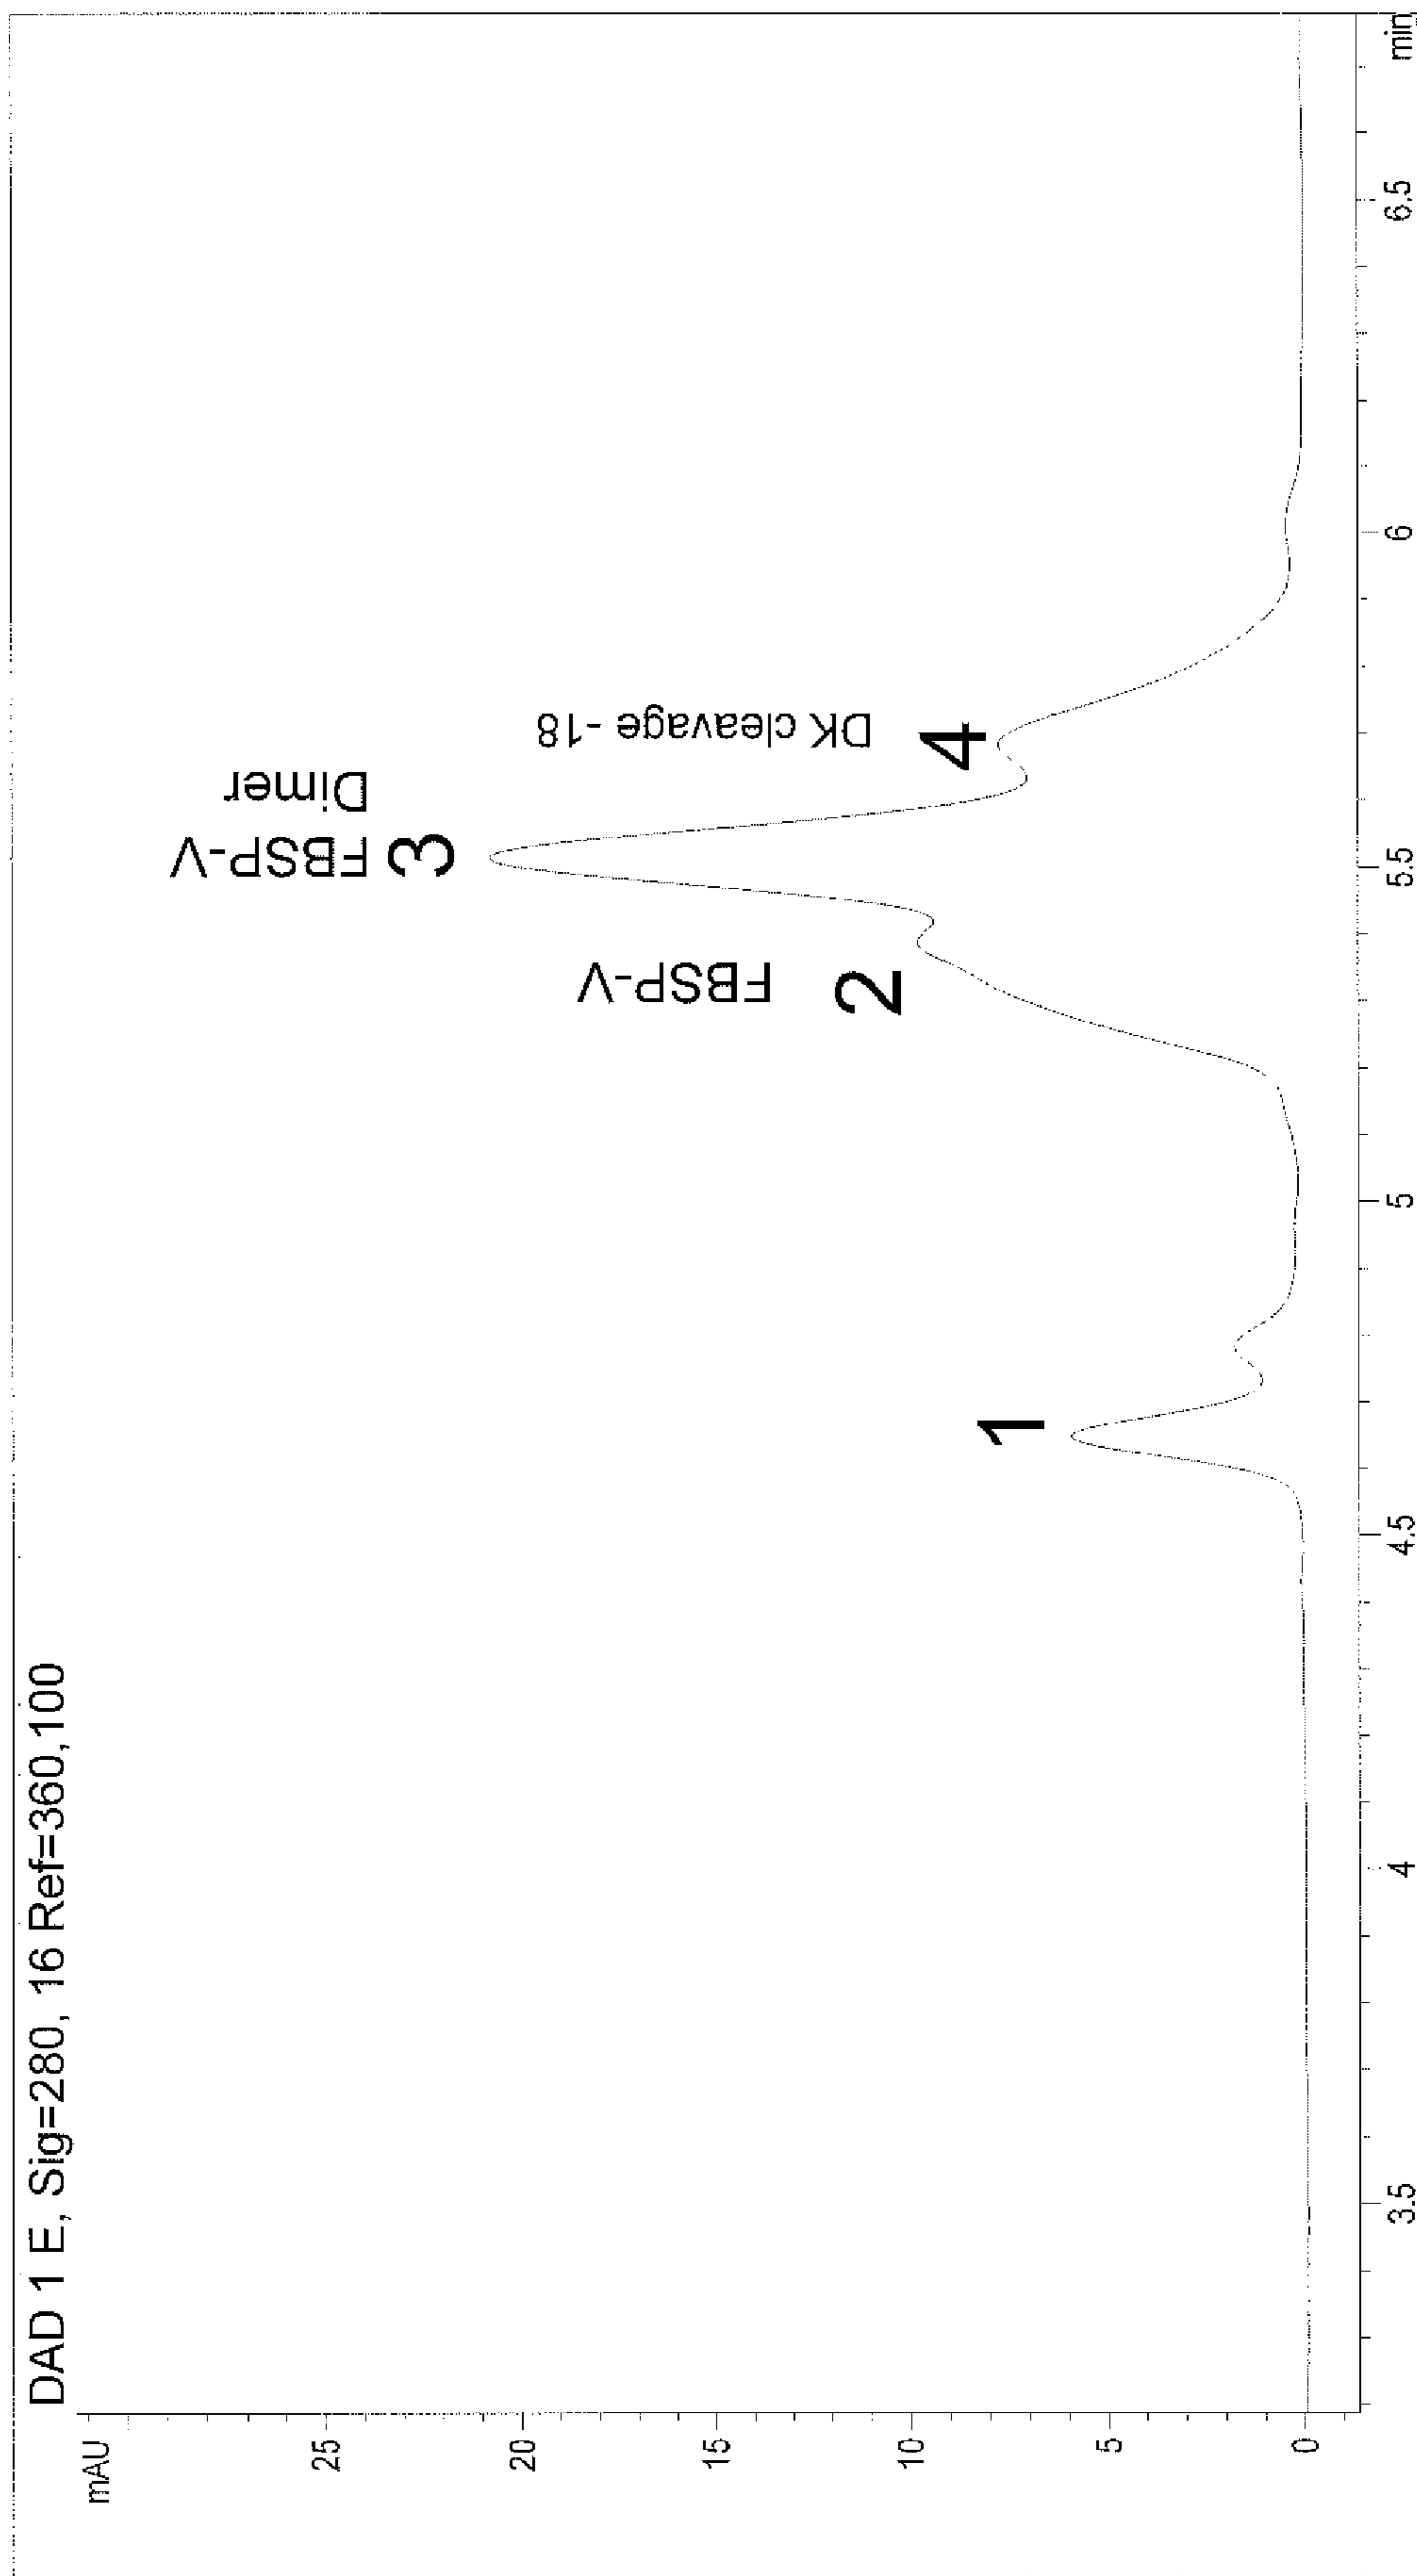 DAD 1 E, Sig=280, 16 Ref=360,100
mAU
25
20
15
10
5
0
1
FBSP-V
2
FBSP-V
Dimer
3
DK cleavage -18
4
3.5
4
4.5
5
5.5
6
6.5
min